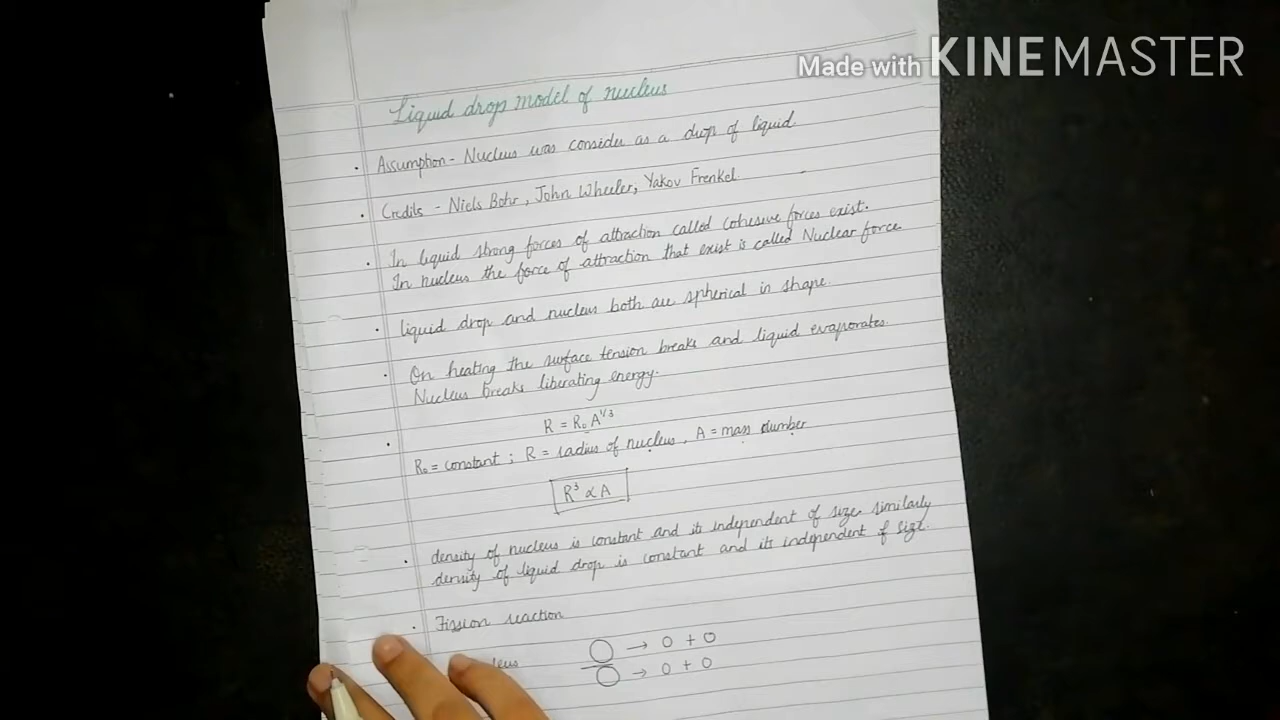 Made with KINEMASTER
Liquid drop model of nucleus
. Assumption - Nucleus was consider as a drop of liquid.
. Credits - Niels Bohr, John Wheeler, Yakov Frenkel.
. In liquid strong forces of attraction called cohesive forces exist.
In nucleus the force of attraction that exist is called Nuclear force.
. liquid drop and nucleus both are spherical in shape.
. On heating the surface tension breaks and liquid evaporates.
Nucleus breaks liberating energy.
. R = R₀ A^1/3
R₀ = constant ; R = radius of nucleus, A = mass number
R³ ∝ A
. density of nucleus is constant and its independent of size similarly
density of liquid drop is constant and its independent of size.
. Fission reaction
O → O + O
O → O + O